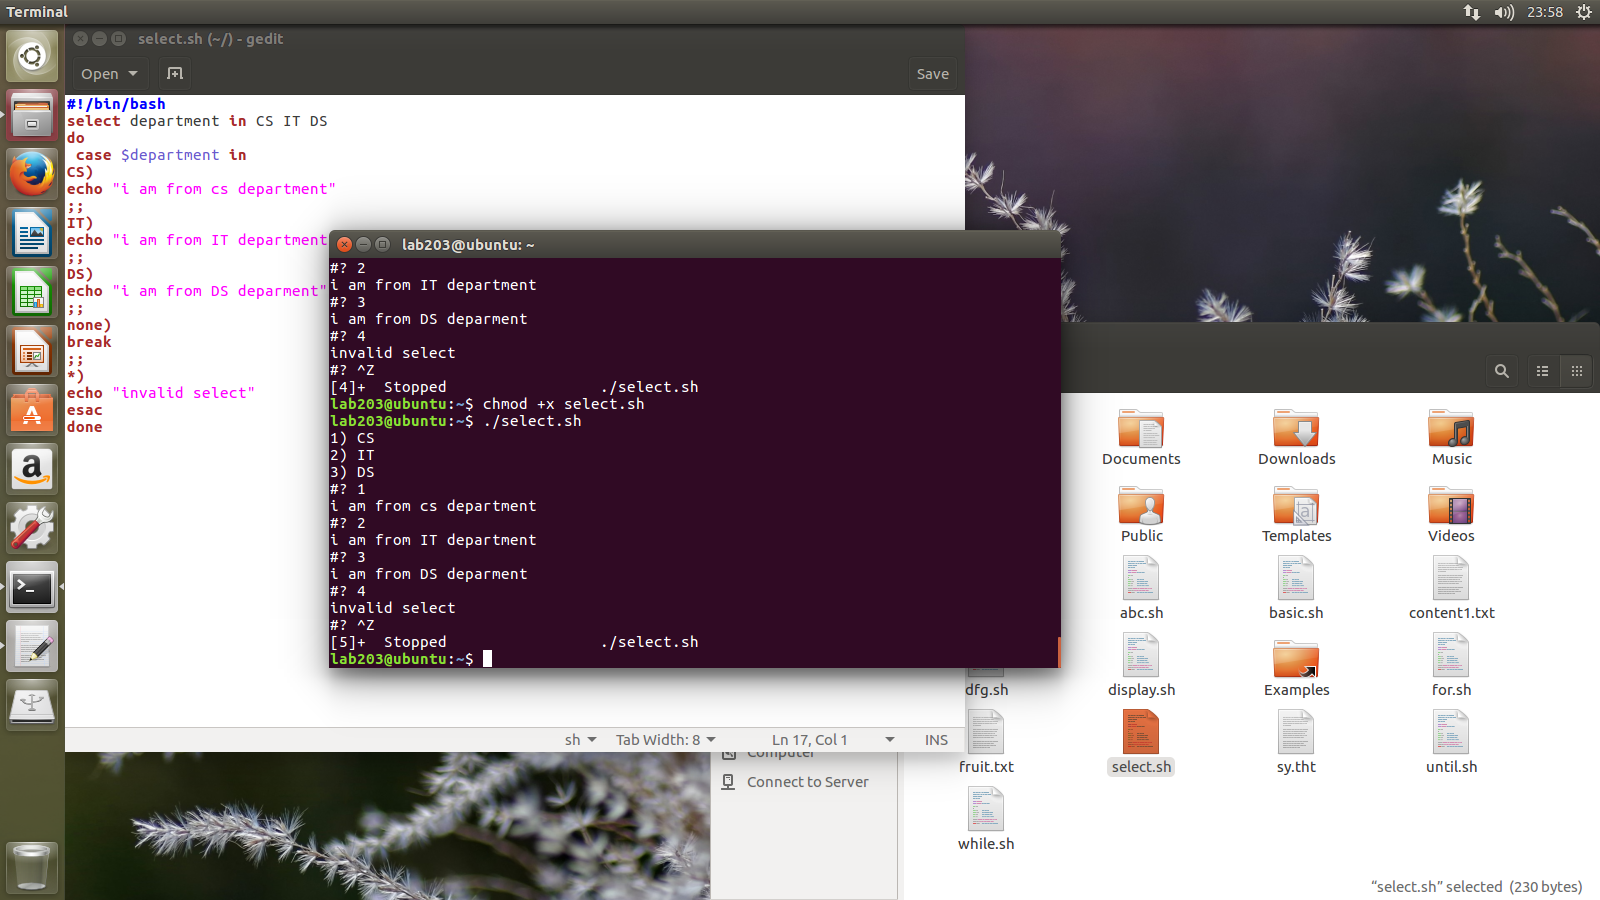 Terminal
23:58
select.sh (~/) - gedit
Open
Save
#!/bin/bash
select department in CS IT DS
do
 case $department in
CS)
echo "i am from cs department"
;;
IT)
echo "i am from IT department
;;
DS)
echo "i am from DS deparment"
;;
none)
break
;;
*)
echo "invalid select"
esac
done
sh
Tab Width: 8
Ln 17, Col 1
INS
lab203@ubuntu: ~
#? 2
i am from IT department
#? 3
i am from DS deparment
#? 4
invalid select
#? ^Z
[4]+  Stopped                 ./select.sh
lab203@ubuntu:~$ chmod +x select.sh
lab203@ubuntu:~$ ./select.sh
1) CS
2) IT
3) DS
#? 1
i am from cs department
#? 2
i am from IT department
#? 3
i am from DS deparment
#? 4
invalid select
#? ^Z
[5]+  Stopped                 ./select.sh
lab203@ubuntu:~$
Computer
Connect to Server
Documents
Downloads
Music
Public
Templates
Videos
abc.sh
basic.sh
content1.txt
dfg.sh
display.sh
Examples
for.sh
fruit.txt
select.sh
sy.tht
until.sh
while.sh
"select.sh" selected (230 bytes)